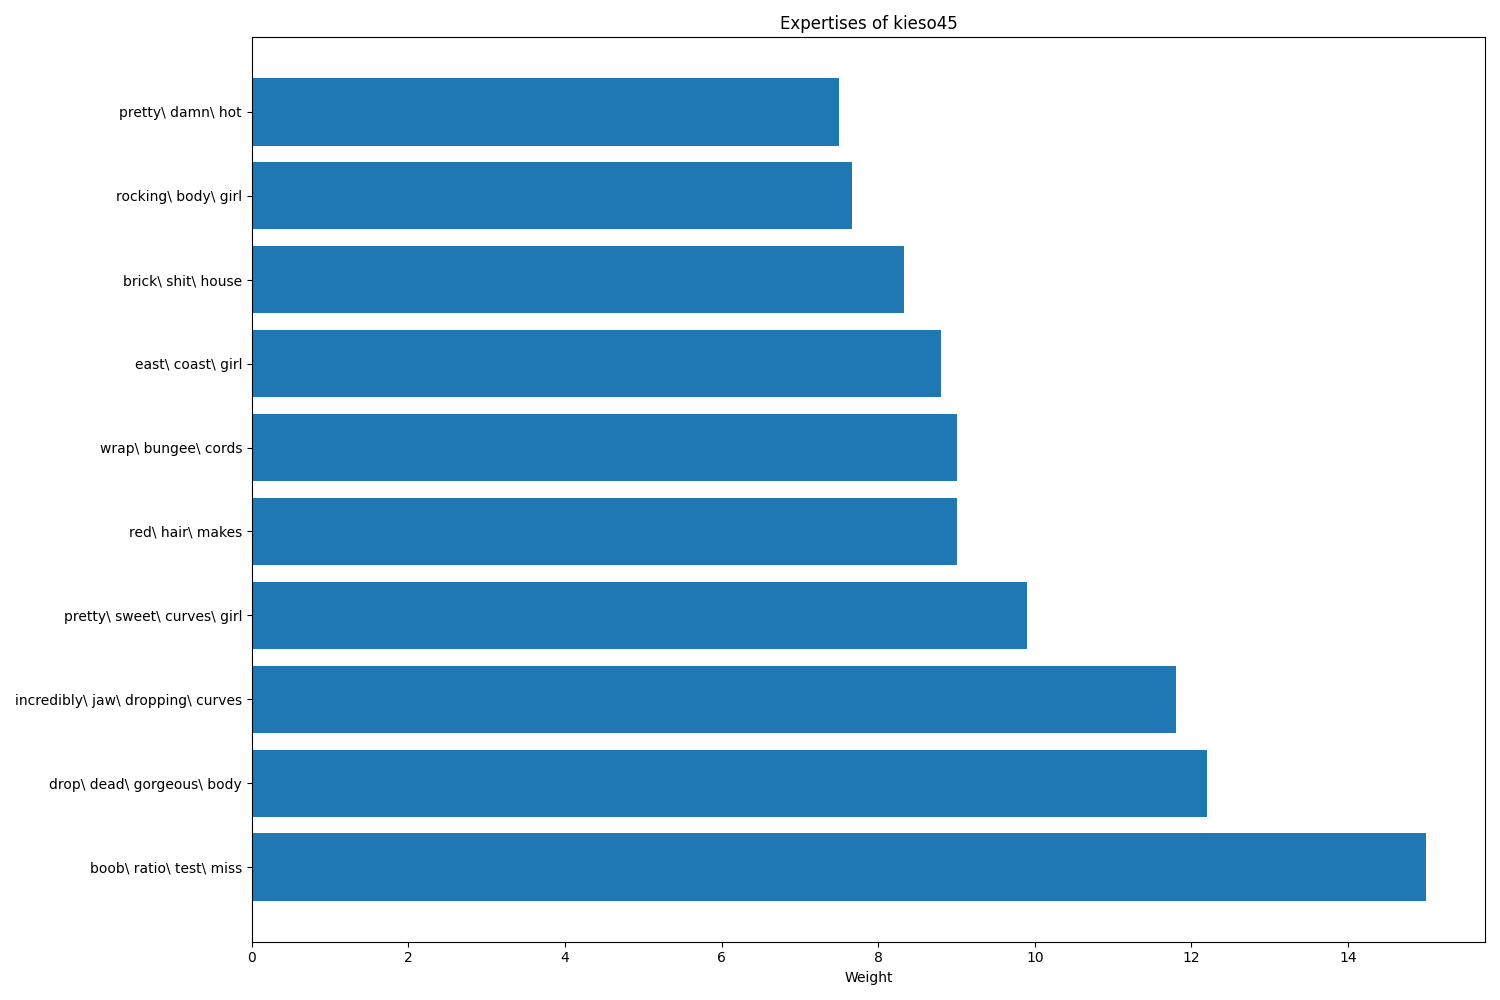 Expertises of kieso45
pretty\ damn\ hot
rocking\ body\ girl
brick\ shit\ house
east\ coast\ girl
wrap\ bungee\ cords
red\ hair\ makes
pretty\ sweet\ curves\ girl
incredibly\ jaw\ dropping\ curves
drop\ dead\ gorgeous\ body
boob\ ratio\ test\ miss
0 2 4 6 8 10 12 14
Weight